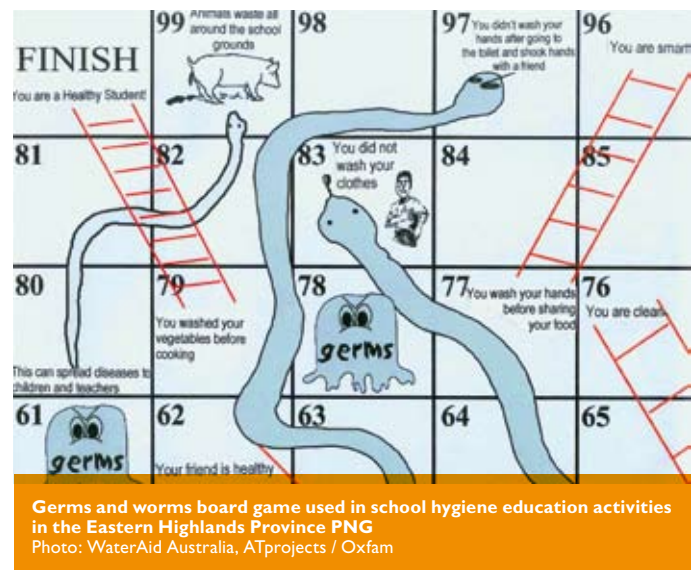 FINISH
You are a Healthy Student!
99 Animals waste all
around the school
grounds
98
97 You didn't wash your
hands after going to
the toilet and shook hands
with a friend
96
You are smart
81
82
83 You did not
wash your
clothes
84
85
80
This can spread diseases to
children and teachers
79
You washed your
vegetables before
cooking
78
germs
77 You wash your hands
before sharing
your food
76
You are clean
61
germs
62
Your friend is healthy
63
64
65
Germs and worms board game used in school hygiene education activities
in the Eastern Highlands Province PNG
Photo: WaterAid Australia, ATprojects / Oxfam